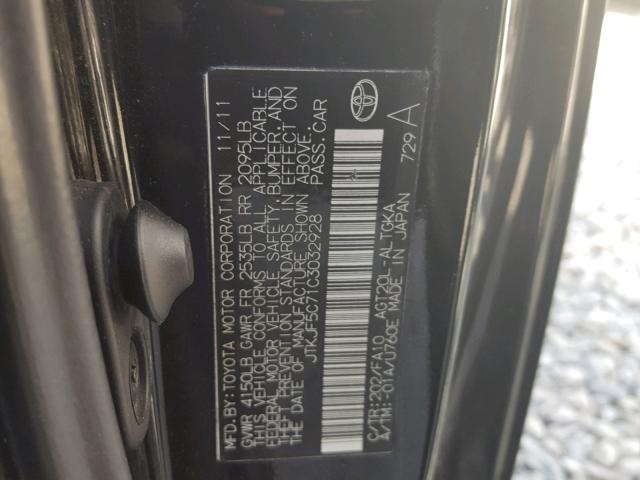 MFD.BY:TOYOTA MOTOR CORPORATION 11/11
GVWR 4150LB GAWR FR 2535LB RR 2095LB
THIS VEHICLE CONFORMS TO ALL APPLICABLE
FEDERAL MOTOR VEHICLE SAFETY, BUMPER, AND
THEFT PREVENTION STANDARDS IN EFFECT ON
THE DATE OF MANUFACTURE SHOWN ABOVE.
JTKJF5C71C3032928 PASS.CAR
C/TR:202/FA10 AGT20L-ALTGKA
A/TM:-01A/U760E MADE IN JAPAN 729 A